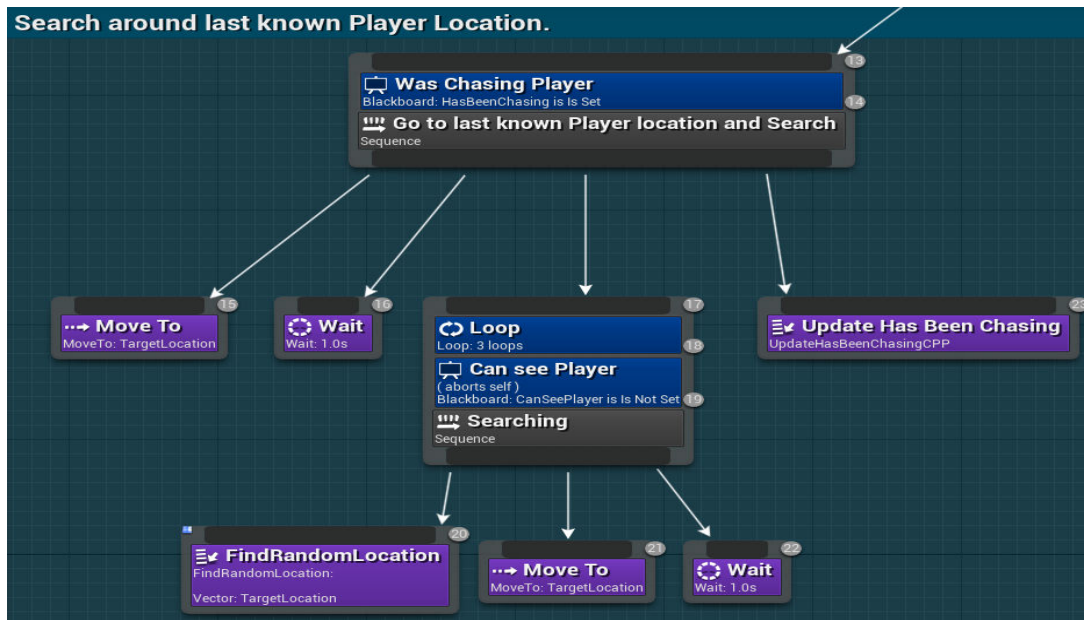 Search around last known Player Location.
13
Was Chasing Player
Blackboard: HasBeenChasing is Is Set
14
Go to last known Player location and Search
Sequence
15
Move To
MoveTo: TargetLocation
16
Wait
Wait: 1.0s
17
Loop
Loop: 3 loops
18
Can see Player
( aborts self )
Blackboard: CanSeePlayer is Is Not Set
19
Searching
Sequence
23
Update Has Been Chasing
UpdateHasBeenChasingCPP
20
FindRandomLocation
FindRandomLocation:
Vector: TargetLocation
21
Move To
MoveTo: TargetLocation
22
Wait
Wait: 1.0s